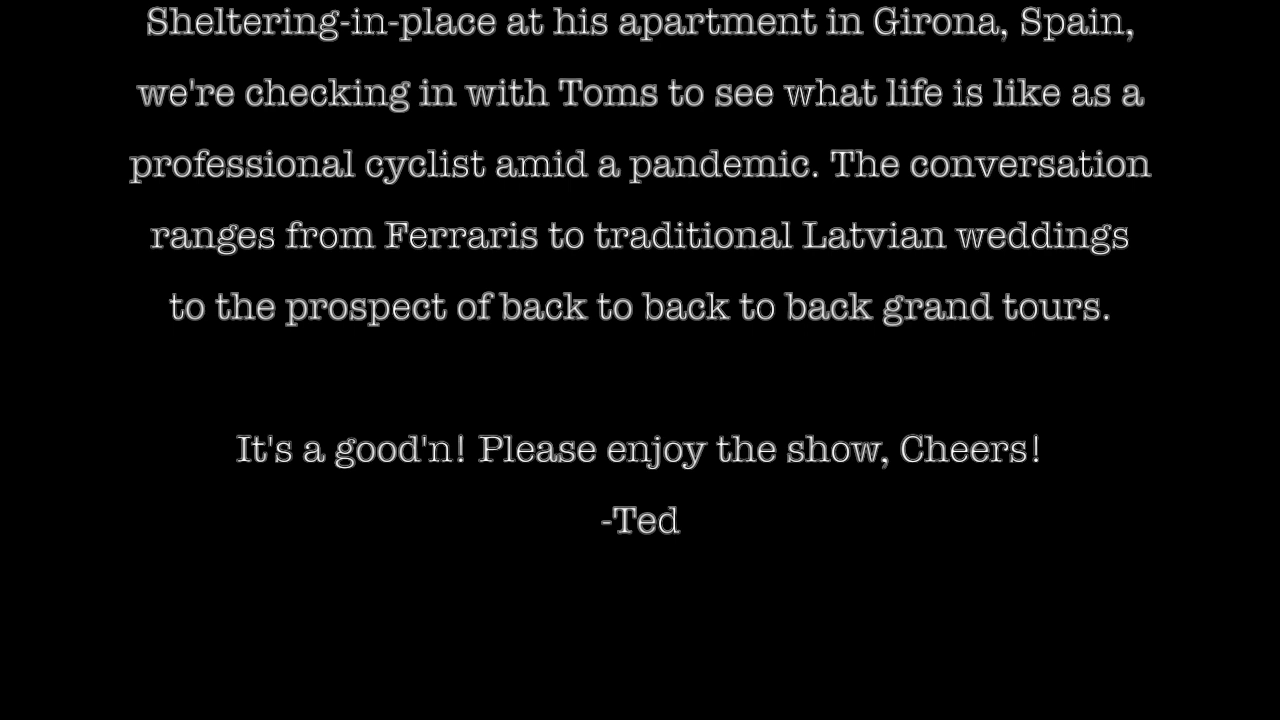 Sheltering-in-place at his apartment in Girona, Spain,
we're checking in with Toms to see what life is like as a
professional cyclist amid a pandemic. The conversation
ranges from Ferraris to traditional Latvian weddings
to the prospect of back to back to back grand tours.
It's a good'n! Please enjoy the show, Cheers!
-Ted